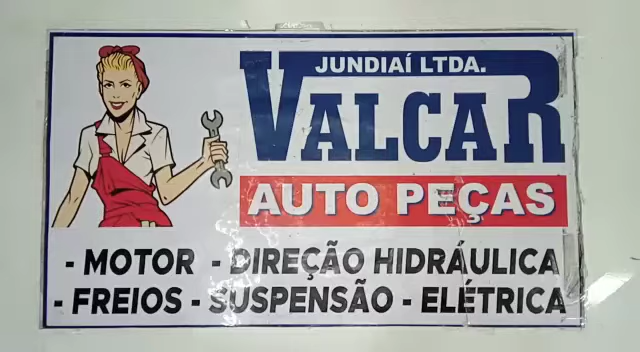 JUNDIAÍ LTDA.
VALCAR
AUTO PEÇAS
- MOTOR - DIREÇÃO HIDRÁULICA
- FREIOS - SUSPENSÃO - ELÉTRICA